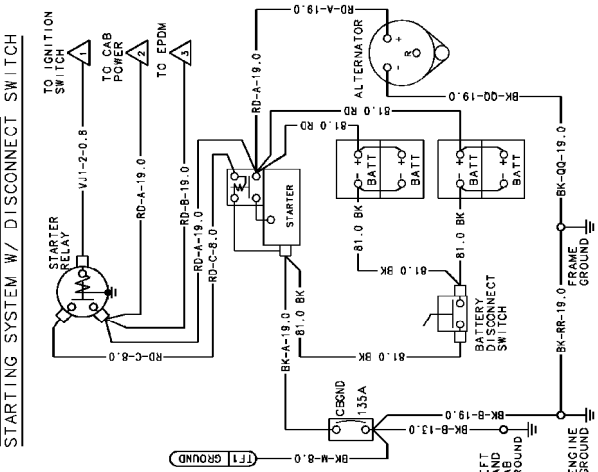 STARTING SYSTEM W/ DISCONNECT SWITCH
TO IGNITION
SWITCH
1
TO CAB
POWER
2
TO EPDM
3
VJ1-2-0.8
RD-A-19.0
RD-B-19.0
RD-A-19.0
RD-C-8.0
STARTER
RELAY
RD-C-8.0
RD-A-19.0
RD-A-19.0
ALTERNATOR
+
R
-
BK-QQ-19.0
BK-QQ-19.0
81.0 RD
81.0 RD
STARTER
- +
BATT
- +
BATT
- +
BATT
- +
BATT
81.0 BK
81.0 BK
81.0 BK
BATTERY
DISCONNECT
SWITCH
81.0 BK
BK-A-19.0
81.0 BK
FRAME
GROUND
BK-RR-19.0
CBGND
135A
BK-B-19.0
BK-B-13.0
BK-M-8.0
TF1 GROUND
ENGINE
GROUND